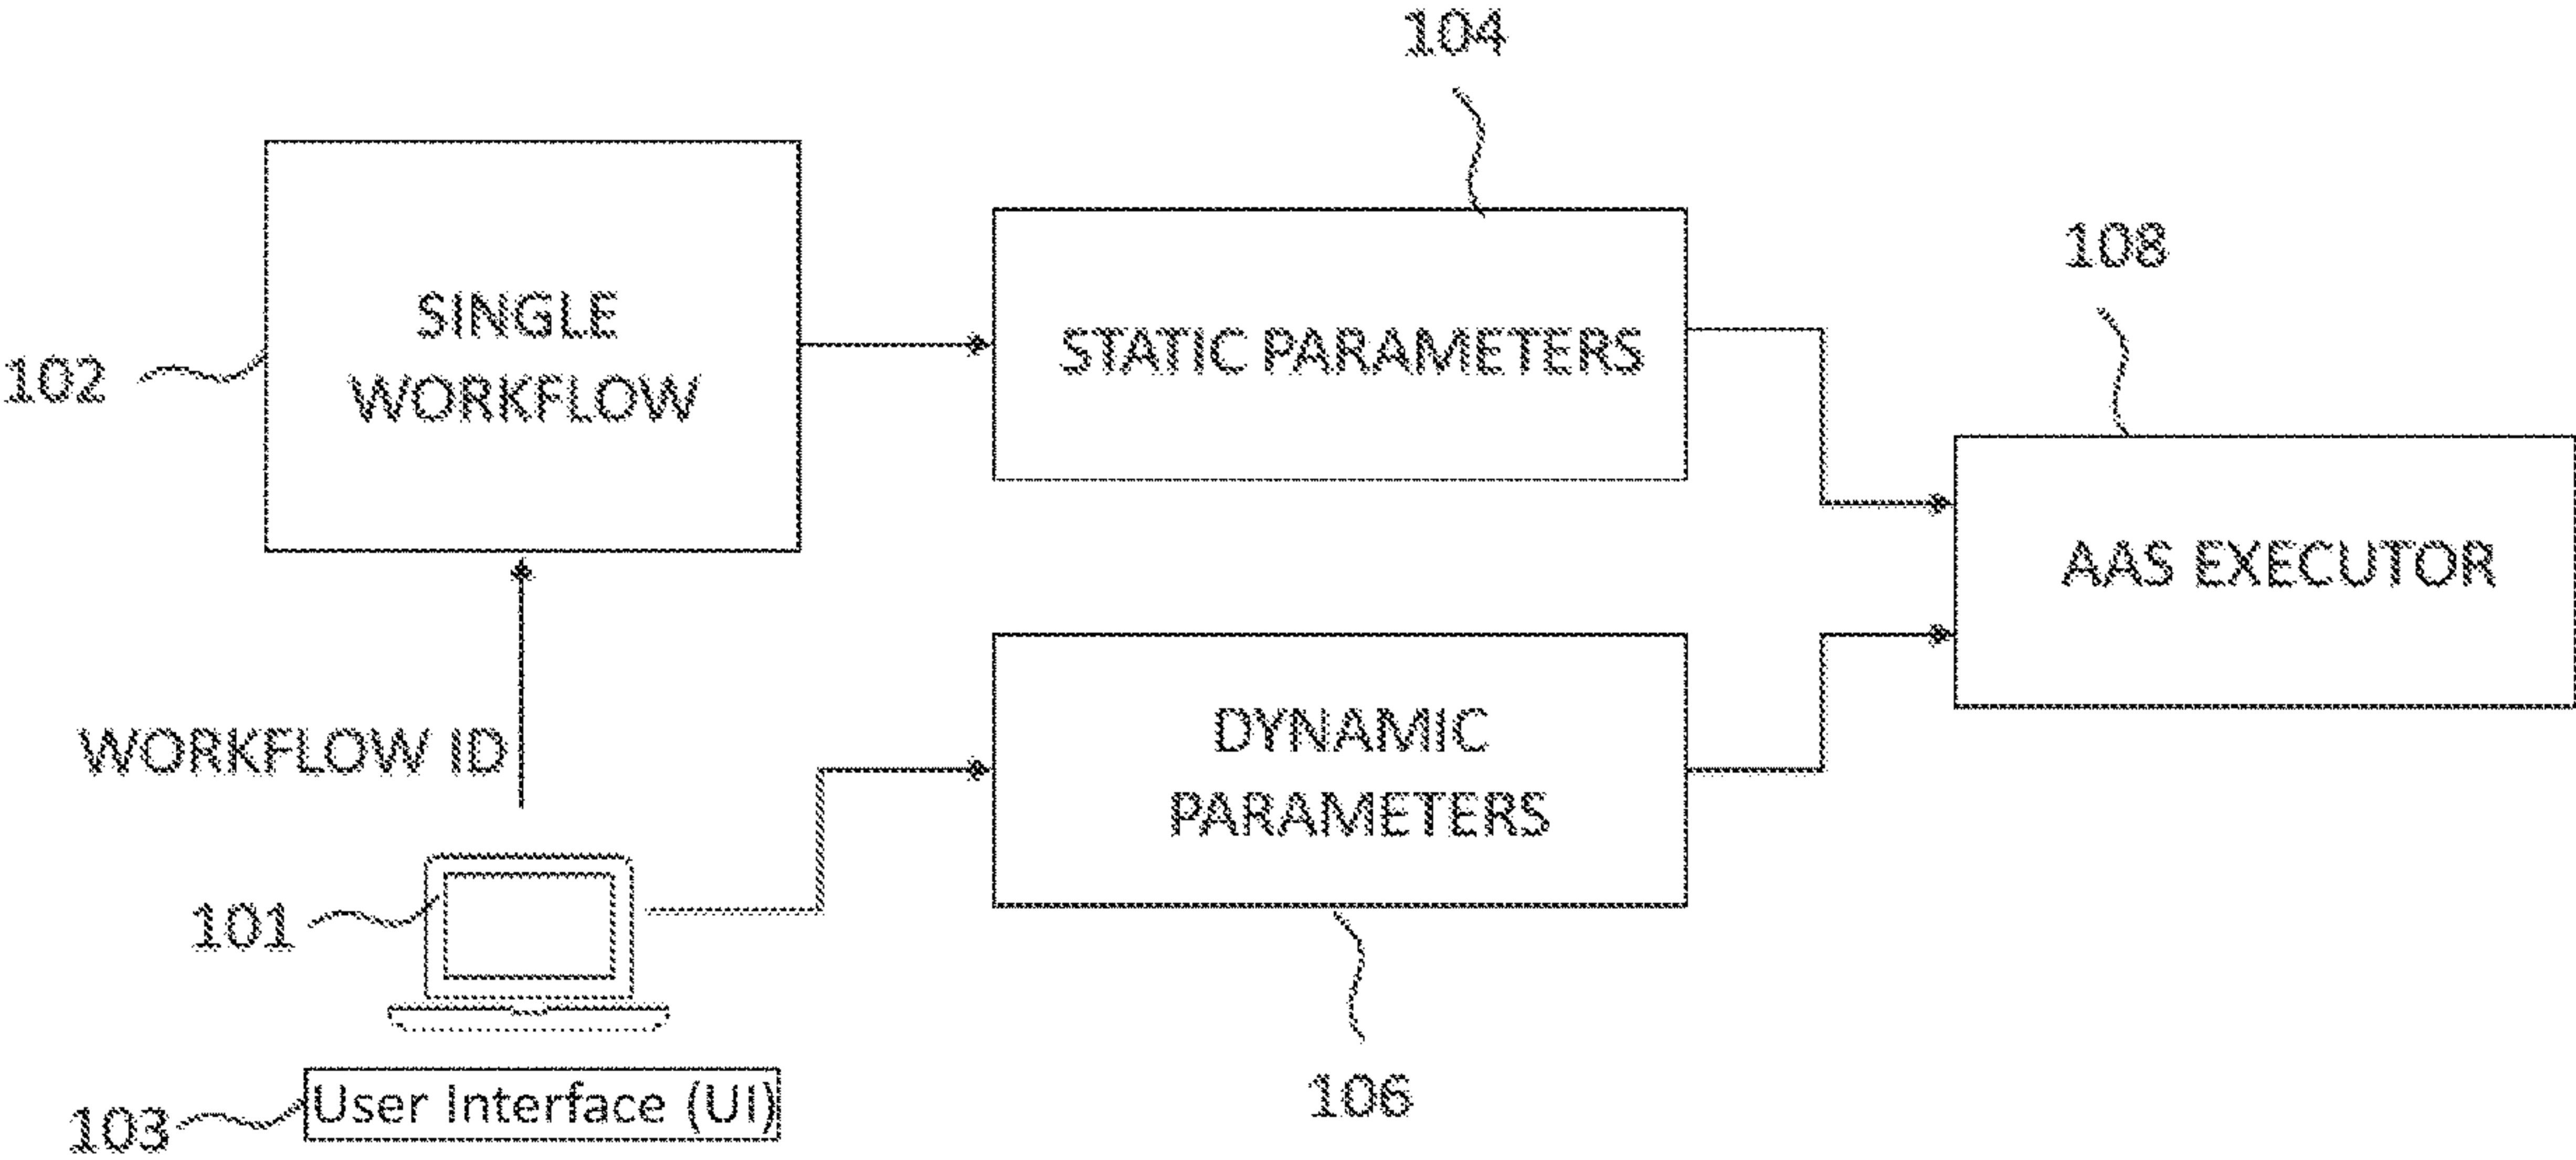 104
108
SINGLE
WORKFLOW
STATIC PARAMETERS
102
AAS EXECUTOR
WORKFLOW ID
DYNAMIC
PARAMETERS
101
106
User Interface (UI)
103